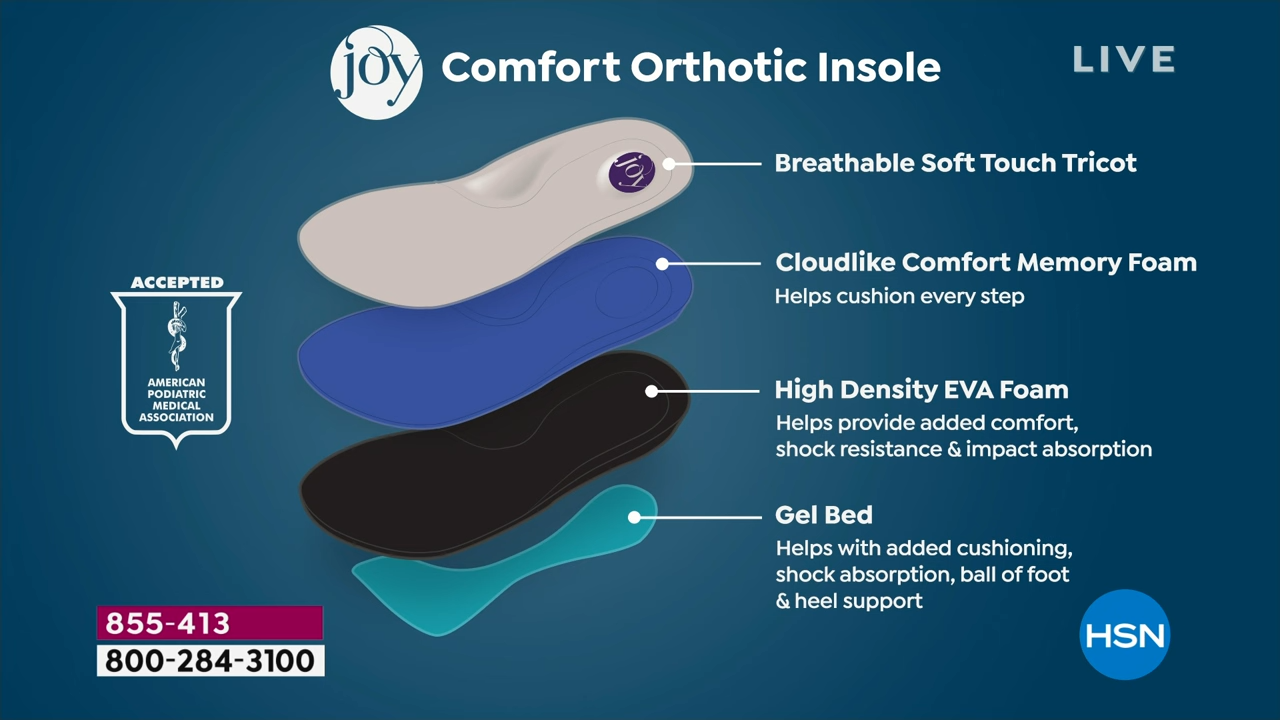 joy Comfort Orthotic Insole
LIVE
joy
Breathable Soft Touch Tricot
Cloudlike Comfort Memory Foam
Helps cushion every step
ACCEPTED
AMERICAN
PODIATRIC
MEDICAL
ASSOCIATION
High Density EVA Foam
Helps provide added comfort,
shock resistance & impact absorption
Gel Bed
Helps with added cushioning,
shock absorption, ball of foot
& heel support
855-413
800-284-3100
HSN